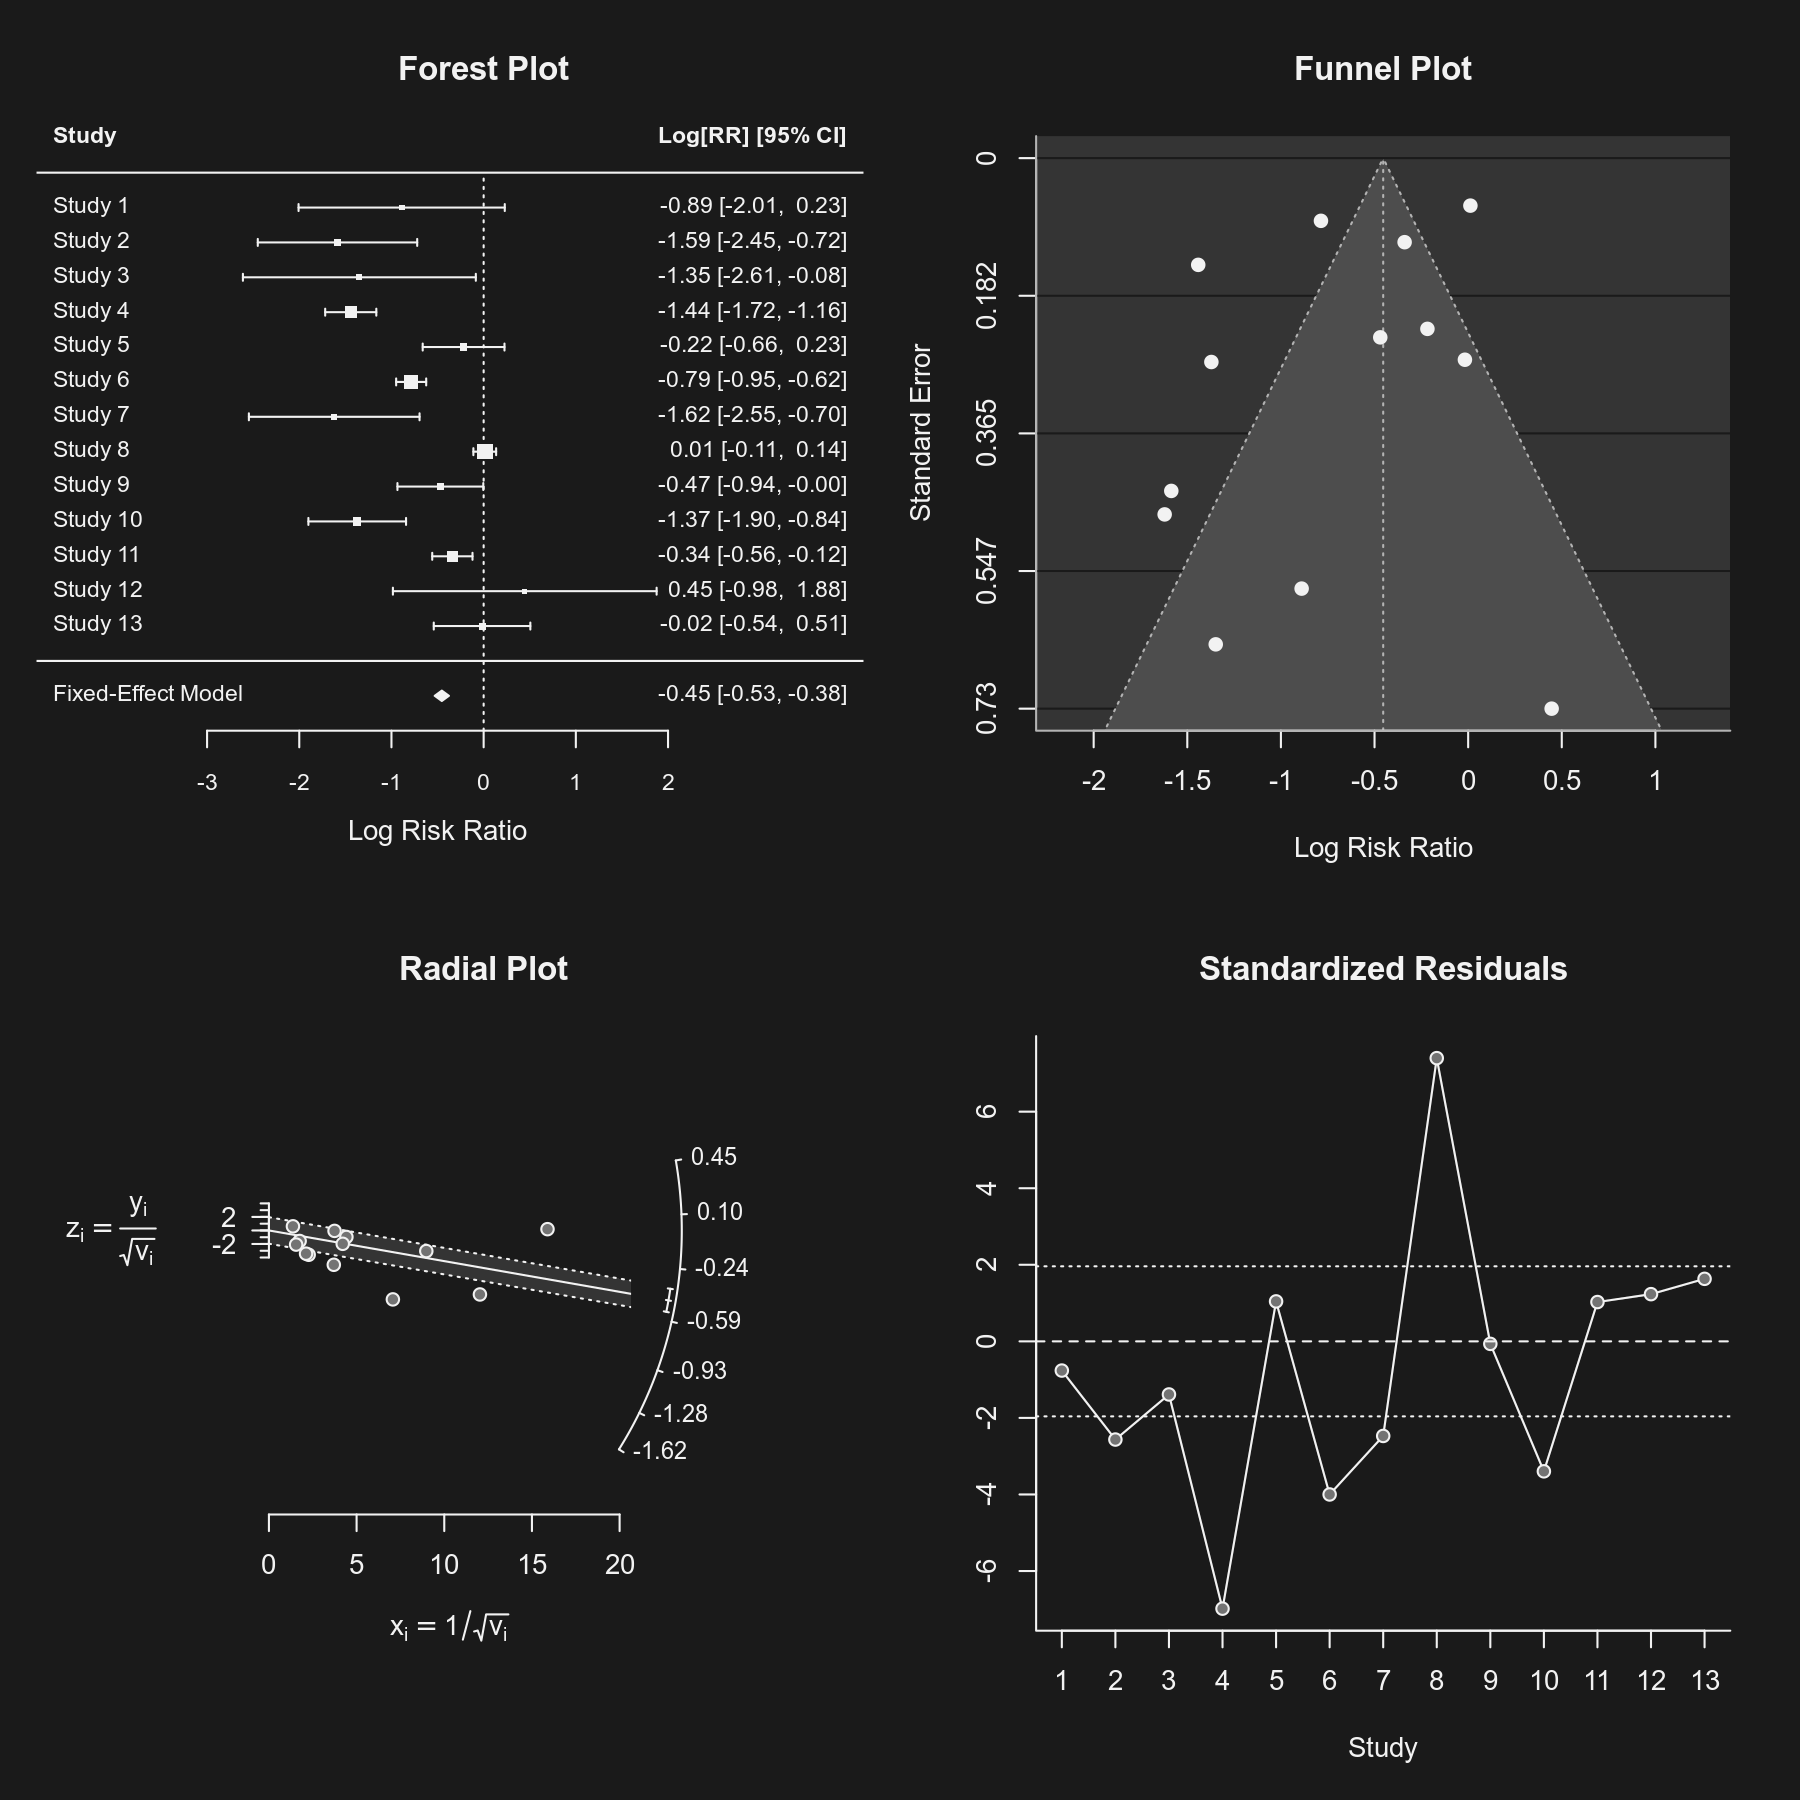 Forest Plot
Study Log[RR] [95% CI]
Study 1 -0.89 [-2.01, 0.23]
Study 2 -1.59 [-2.45, -0.72]
Study 3 -1.35 [-2.61, -0.08]
Study 4 -1.44 [-1.72, -1.16]
Study 5 -0.22 [-0.66, 0.23]
Study 6 -0.79 [-0.95, -0.62]
Study 7 -1.62 [-2.55, -0.70]
Study 8 0.01 [-0.11, 0.14]
Study 9 -0.47 [-0.94, -0.00]
Study 10 -1.37 [-1.90, -0.84]
Study 11 -0.34 [-0.56, -0.12]
Study 12 0.45 [-0.98, 1.88]
Study 13 -0.02 [-0.54, 0.51]
Fixed-Effect Model -0.45 [-0.53, -0.38]
-3 -2 -1 0 1 2
Log Risk Ratio
Funnel Plot
Standard Error
0
0.182
0.365
0.547
0.73
-2 -1.5 -1 -0.5 0 0.5 1
Log Risk Ratio
Radial Plot
zᵢ = yᵢ / √vᵢ
2
-2
0.45
0.10
-0.24
-0.59
-0.93
-1.28
-1.62
0 5 10 15 20
xᵢ = 1/√vᵢ
Standardized Residuals
6
4
2
0
-2
-4
-6
1 2 3 4 5 6 7 8 9 10 11 12 13
Study